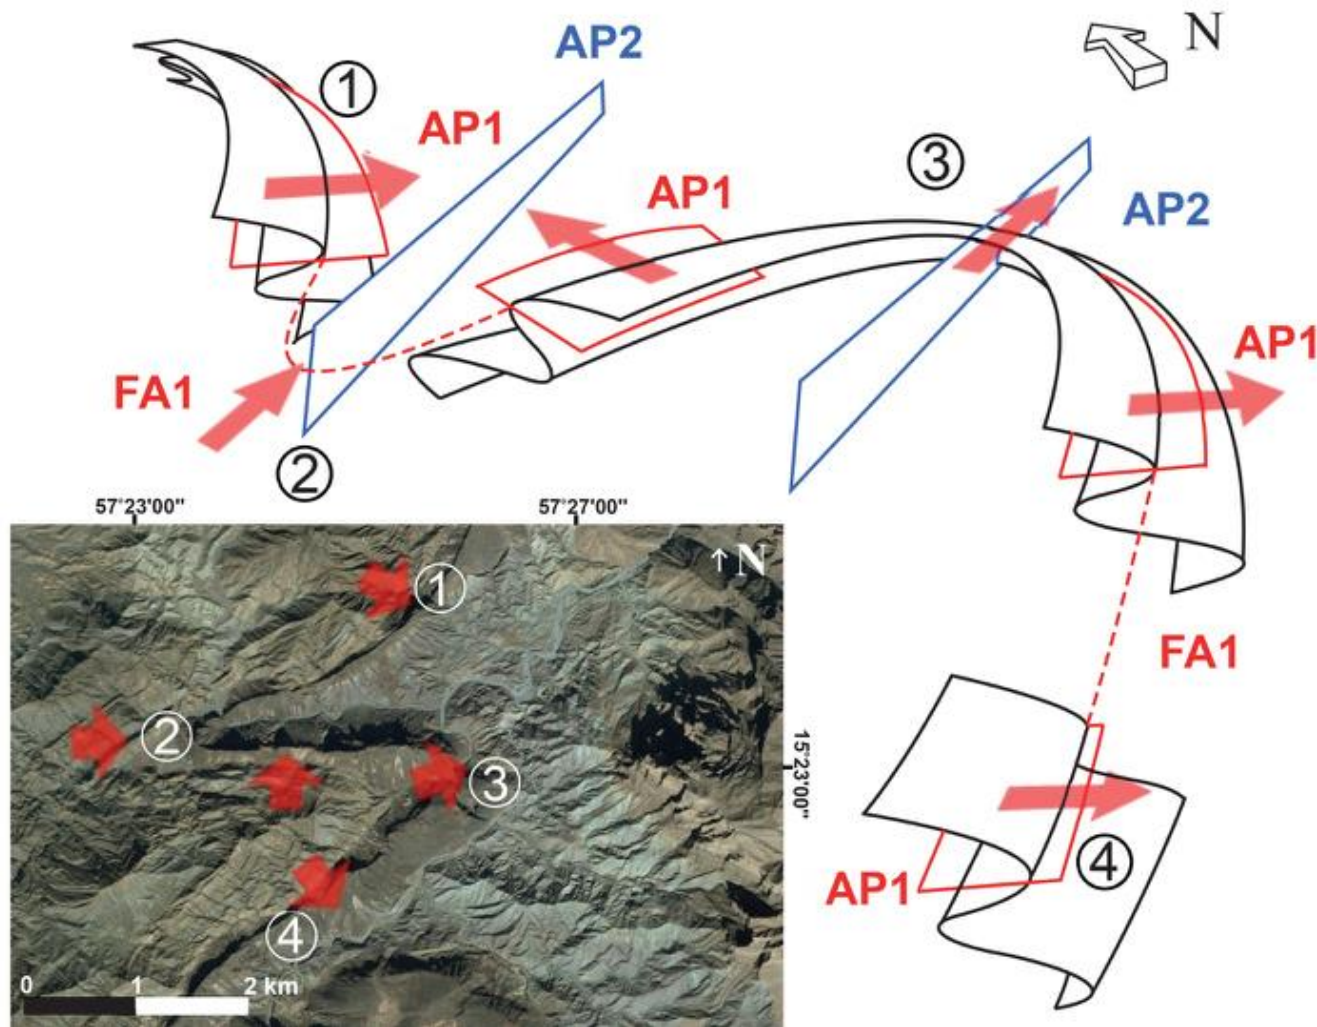 N
AP2
①
AP1
③
AP1
AP2
AP1
FA1
②
57°23'00"
57°27'00"
↑N
①
FA1
②
③
15°23'00"
④
AP1
④
0 1 2 km